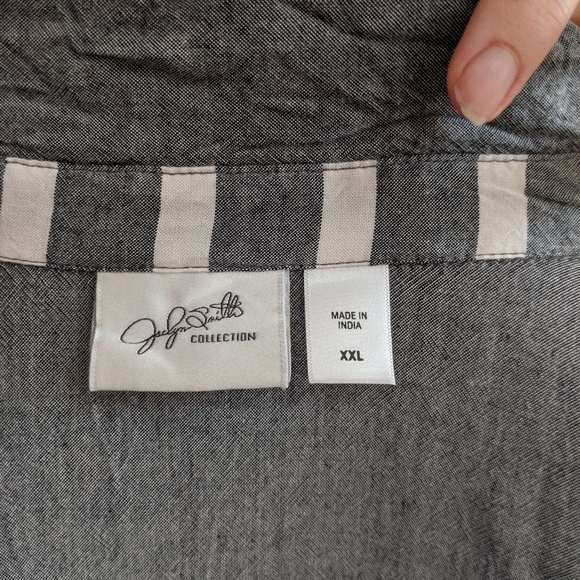 Jaclyn Smith
COLLECTION
MADE IN
INDIA
XXL